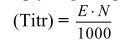 (Titr) = E · N / 1000